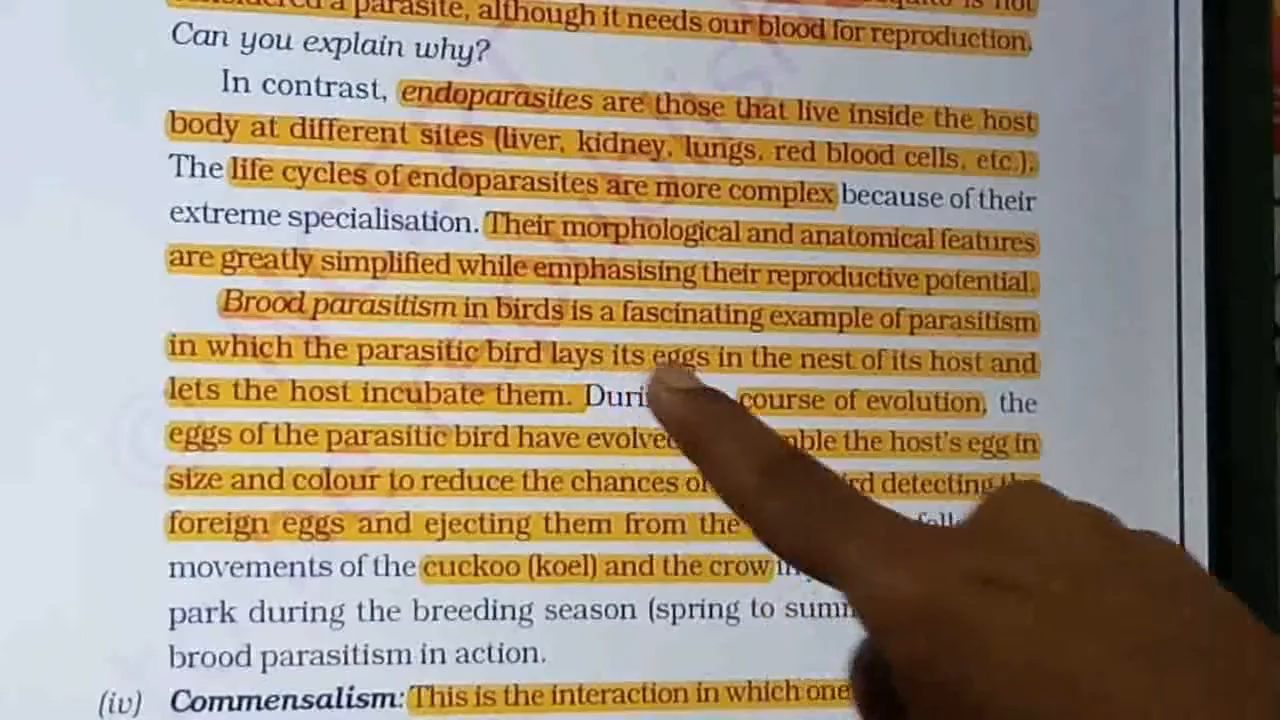 a parasite, although it needs our blood for reproduction.
Can you explain why?
In contrast, endoparasites are those that live inside the host
body at different sites (liver, kidney, lungs, red blood cells, etc.).
The life cycles of endoparasites are more complex because of their
extreme specialisation. Their morphological and anatomical features
are greatly simplified while emphasising their reproductive potential.
Brood parasitism in birds is a fascinating example of parasitism
in which the parasitic bird lays its eggs in the nest of its host and
lets the host incubate them. course of evolution, the
eggs of the parasitic bird have the host's egg in
size and colour to reduce the chances detecting
foreign eggs and ejecting them from the
movements of the cuckoo (koel) and the crow
park during the breeding season (spring to
brood parasitism in action.
(iv) Commensalism: This is the interaction in which one